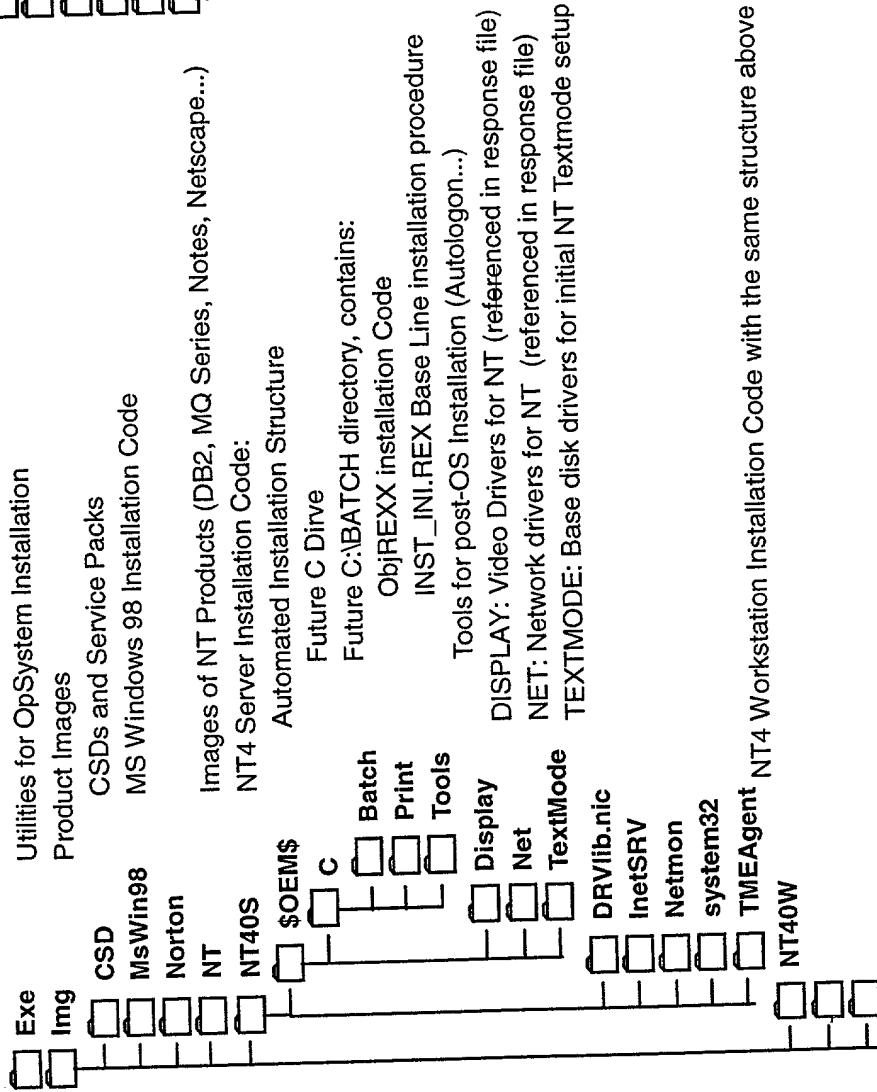 Exe Utilities for OpSystem Installation
Img Product Images
CSD CSDs and Service Packs
MsWin98 MS Windows 98 Installation Code
Norton
NT Images of NT Products (DB2, MQ Series, Notes, Netscape...)
NT40S NT4 Server Installation Code:
$OEM$ Automated Installation Structure
C Future C Dirve
Batch Future C:\BATCH directory, contains:
ObjREXX installation Code
Print INST_INI.REX Base Line installation procedure
Tools Tools for post-OS Installation (Autologon...)
Display DISPLAY: Video Drivers for NT (referenced in response file)
Net NET: Network drivers for NT (referenced in response file)
TextMode TEXTMODE: Base disk drivers for initial NT Textmode setup
DRVlib.nic
InetSRV
Netmon
system32
TMEAgent
NT40W NT4 Workstation Installation Code with the same structure above